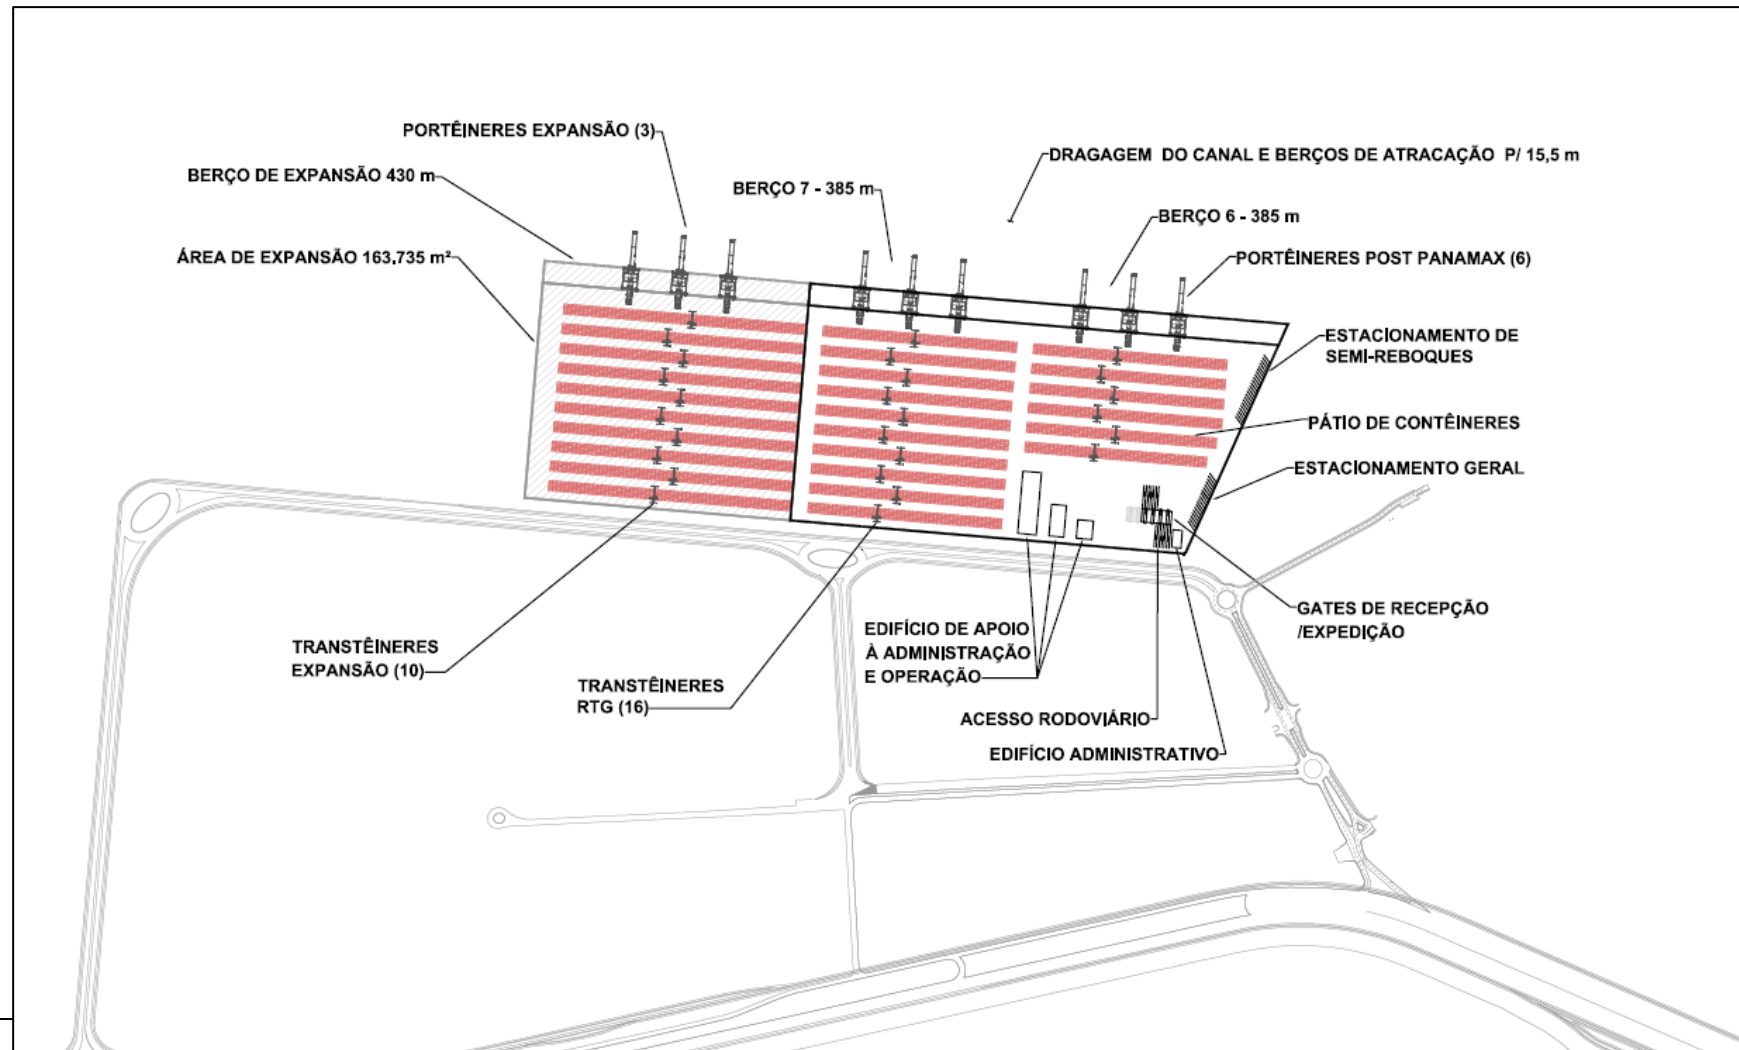 PORTÊINERES EXPANSÃO (3)
DRAGAGEM DO CANAL E BERÇOS DE ATRACAÇÃO P/ 15,5 m
BERÇO DE EXPANSÃO 430 m
BERÇO 7 - 385 m
BERÇO 6 - 385 m
ÁREA DE EXPANSÃO 163.735 m²
PORTÊINERES POST PANAMAX (6)
ESTACIONAMENTO DE
SEMI-REBOQUES
PÁTIO DE CONTÊINERES
ESTACIONAMENTO GERAL
GATES DE RECEPÇÃO
/EXPEDIÇÃO
EDIFÍCIO DE APOIO
À ADMINISTRAÇÃO
E OPERAÇÃO
TRANSTÊINERES
EXPANSÃO (10)
TRANSTÊINERES
RTG (16)
ACESSO RODOVIÁRIO
EDIFÍCIO ADMINISTRATIVO